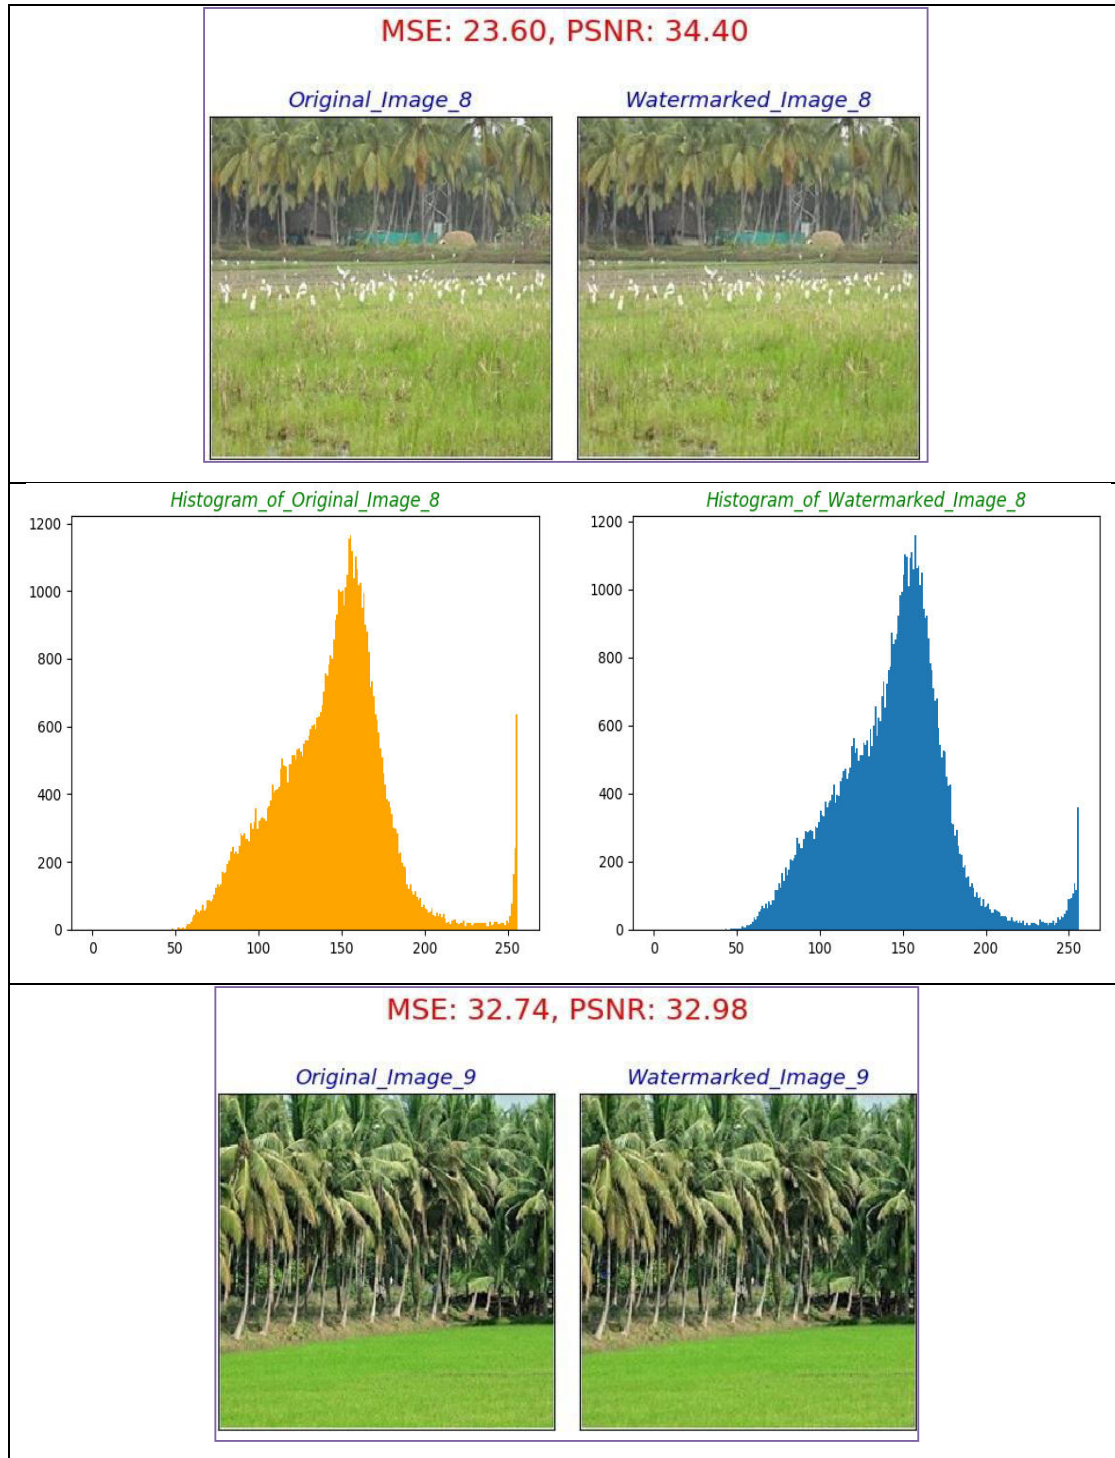 MSE: 23.60, PSNR: 34.40
Original_Image_8 Watermarked_Image_8
Histogram_of_Original_Image_8 Histogram_of_Watermarked_Image_8
1200 1200
1000 1000
800 800
600 600
400 400
200 200
0 0
0 50 100 150 200 250 0 50 100 150 200 250
MSE: 32.74, PSNR: 32.98
Original_Image_9 Watermarked_Image_9